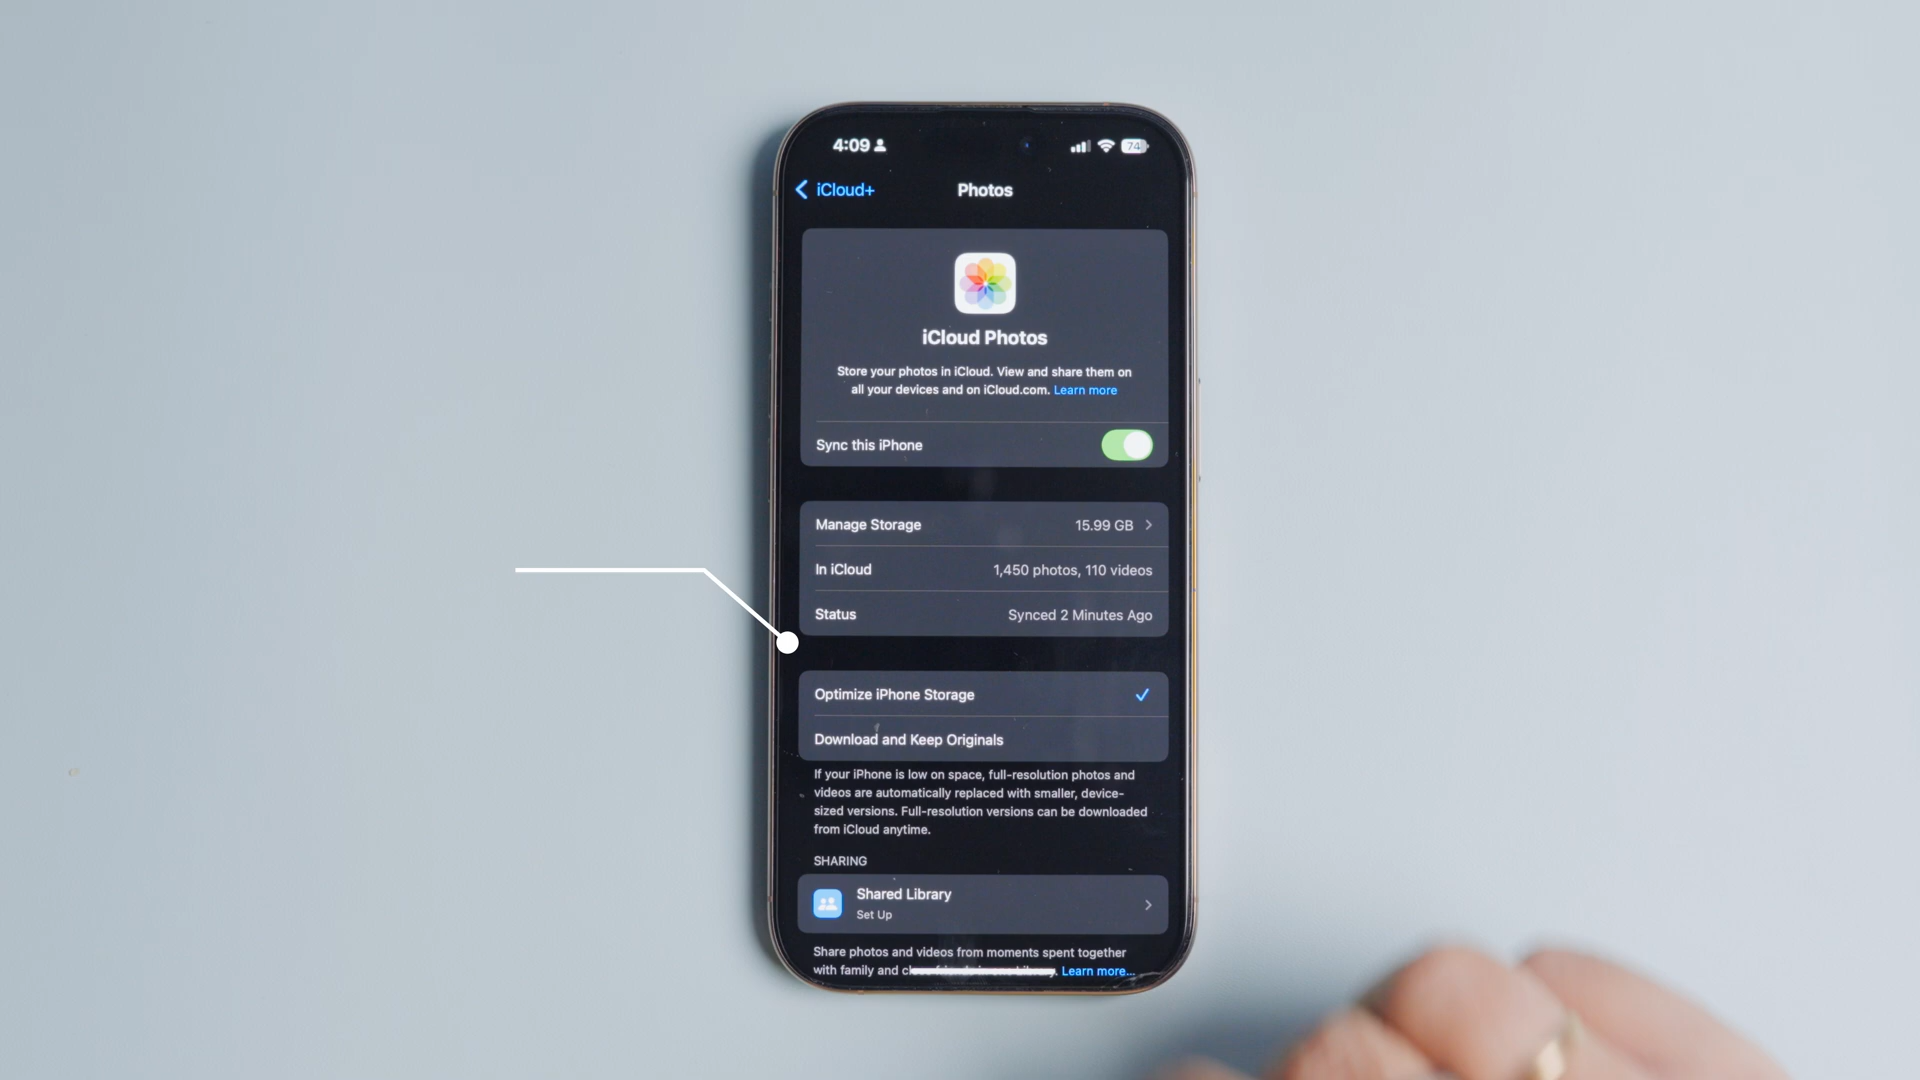 4:09
74
iCloud+
Photos
iCloud Photos
Store your photos in iCloud. View and share them on
all your devices and on iCloud.com. Learn more
Sync this iPhone
Manage Storage 15.99 GB
In iCloud 1,450 photos, 110 videos
Status Synced 2 Minutes Ago
Optimize iPhone Storage
Download and Keep Originals
If your iPhone is low on space, full-resolution photos and
videos are automatically replaced with smaller, device-
sized versions. Full-resolution versions can be downloaded
from iCloud anytime.
SHARING
Shared Library
Set Up
Share photos and videos from moments spent together
with family and Library. Learn more...